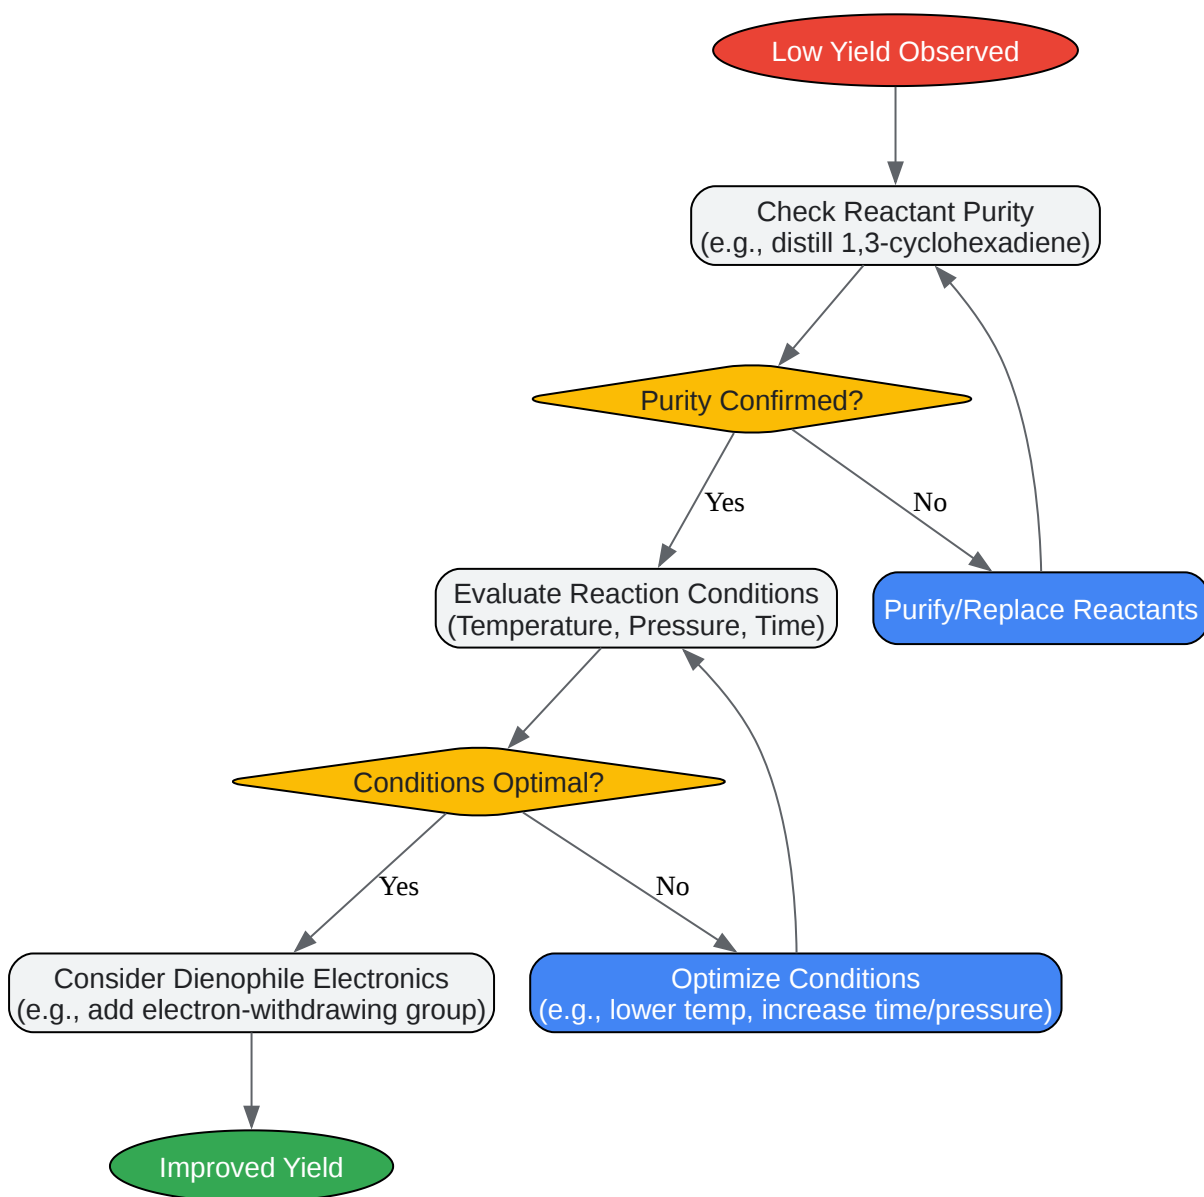 Low Yield Observed
Check Reactant Purity
(e.g., distill 1,3-cyclohexadiene)
Purity Confirmed?
Yes
No
Evaluate Reaction Conditions
(Temperature, Pressure, Time)
Purify/Replace Reactants
Conditions Optimal?
Yes
No
Consider Dienophile Electronics
(e.g., add electron-withdrawing group)
Optimize Conditions
(e.g., lower temp, increase time/pressure)
Improved Yield